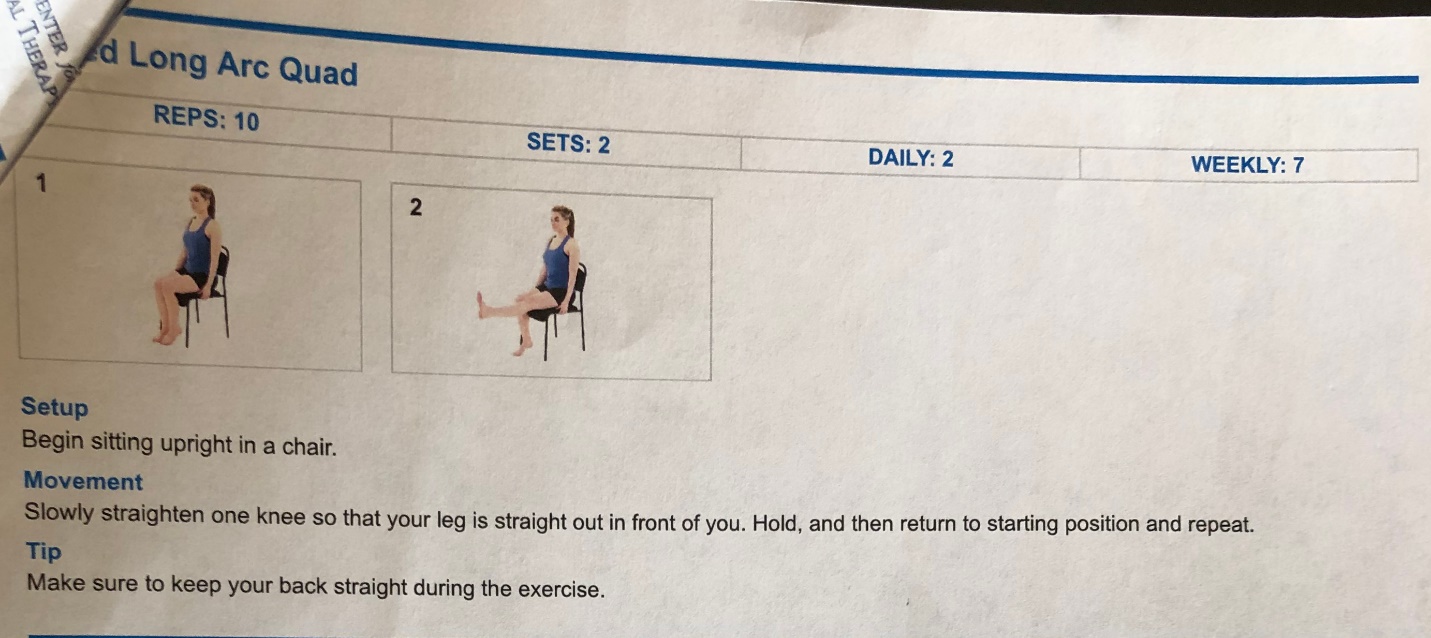 ENTER for
AL THERAPY
Long Arc Quad
REPS: 10
SETS: 2
DAILY: 2
WEEKLY: 7
1
2
Setup
Begin sitting upright in a chair.
Movement
Slowly straighten one knee so that your leg is straight out in front of you. Hold, and then return to starting position and repeat.
Tip
Make sure to keep your back straight during the exercise.